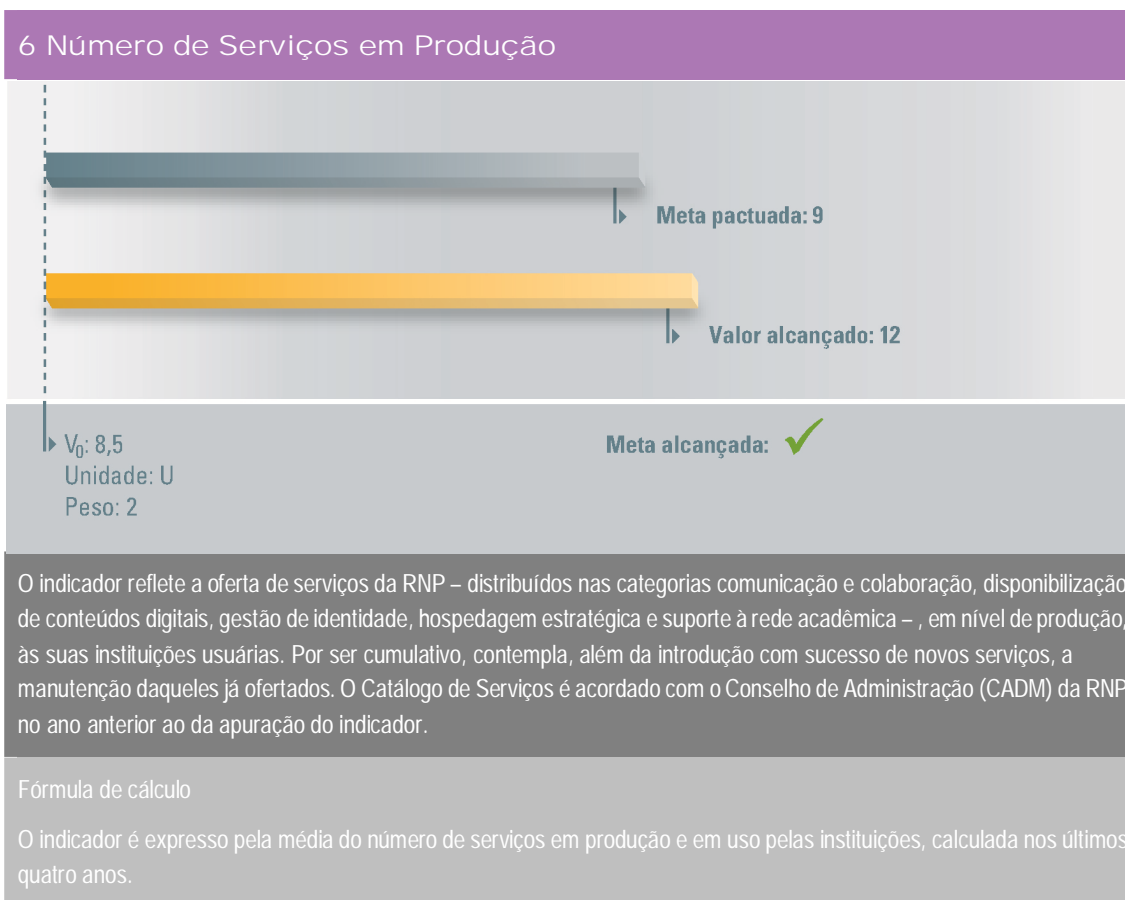 6 Número de Serviços em Produção
Meta pactuada: 9
Valor alcançado: 12
V0: 8,5
Unidade: U
Peso: 2
Meta alcançada:
O indicador reflete a oferta de serviços da RNP – distribuídos nas categorias comunicação e colaboração, disponibilização
de conteúdos digitais, gestão de identidade, hospedagem estratégica e suporte à rede acadêmica – , em nível de produção,
às suas instituições usuárias. Por ser cumulativo, contempla, além da introdução com sucesso de novos serviços, a
manutenção daqueles já ofertados. O Catálogo de Serviços é acordado com o Conselho de Administração (CADM) da RNP
no ano anterior ao da apuração do indicador.
Fórmula de cálculo
O indicador é expresso pela média do número de serviços em produção e em uso pelas instituições, calculada nos últimos
quatro anos.